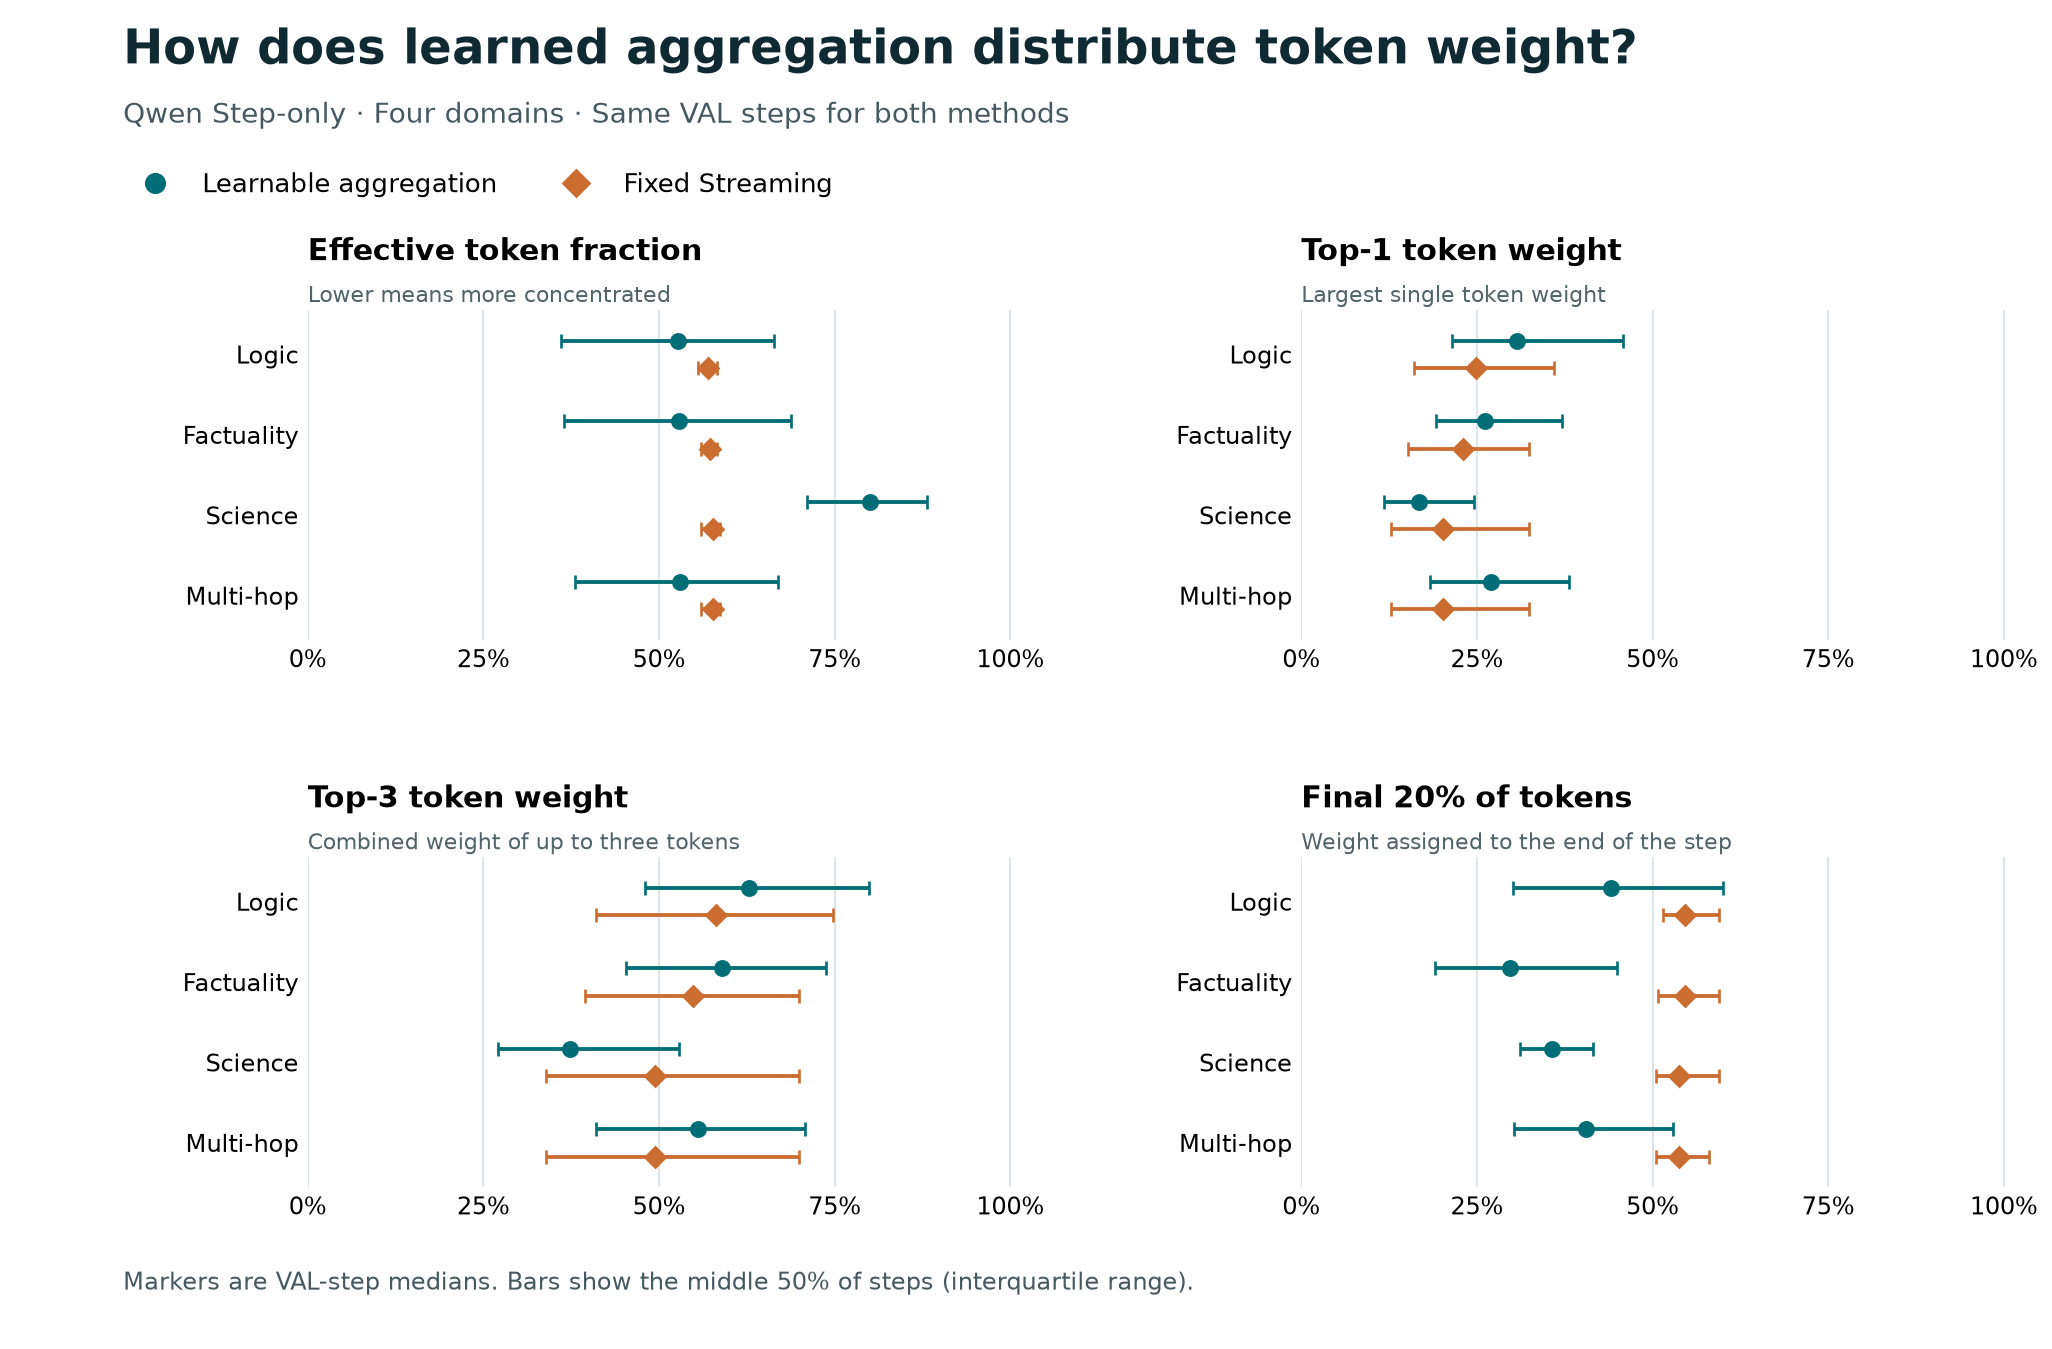 How does learned aggregation distribute token weight?
Qwen Step-only · Four domains · Same VAL steps for both methods
Learnable aggregation
Fixed Streaming
Effective token fraction
Lower means more concentrated
Logic
Factuality
Science
Multi-hop
0% 25% 50% 75% 100%
Top-1 token weight
Largest single token weight
Logic
Factuality
Science
Multi-hop
0% 25% 50% 75% 100%
Top-3 token weight
Combined weight of up to three tokens
Logic
Factuality
Science
Multi-hop
0% 25% 50% 75% 100%
Final 20% of tokens
Weight assigned to the end of the step
Logic
Factuality
Science
Multi-hop
0% 25% 50% 75% 100%
Markers are VAL-step medians. Bars show the middle 50% of steps (interquartile range).